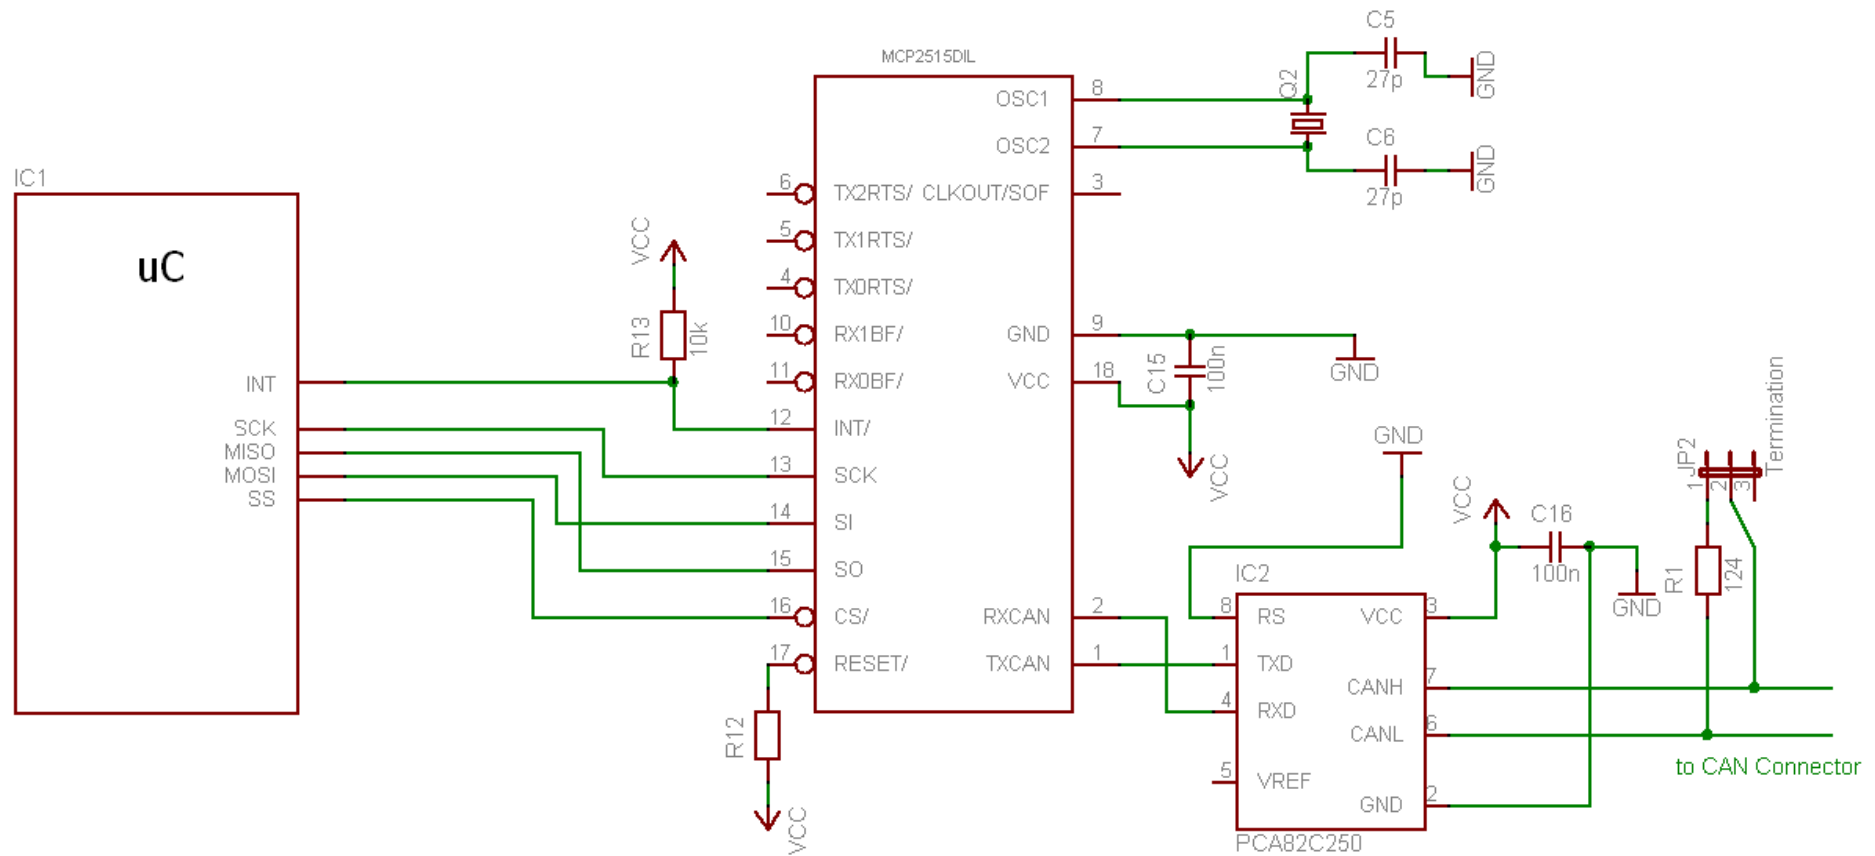 MCP2515DIL
IC1
uC
INT
SCK
MISO
MOSI
SS
VCC
R13
10k
6 TX2RTS/
5 TX1RTS/
4 TX0RTS/
10 RX1BF/
11 RX0BF/
12 INT/
13 SCK
14 SI
15 SO
16 CS/
17 RESET/
R12
VCC
OSC1 8
OSC2 7
CLKOUT/SOF 3
GND 9
VCC 18
RXCAN 2
TXCAN 1
Q2
C5
27p
GND
C6
27p
GND
C15
100n
GND
VCC
GND
IC2
8 RS
1 TXD
4 RXD
5 VREF
VCC 3
CANH 7
CANL 6
GND 2
PCA82C250
VCC
C16
100n
GND
JP2
1
2
3
Termination
R1
124
to CAN Connector